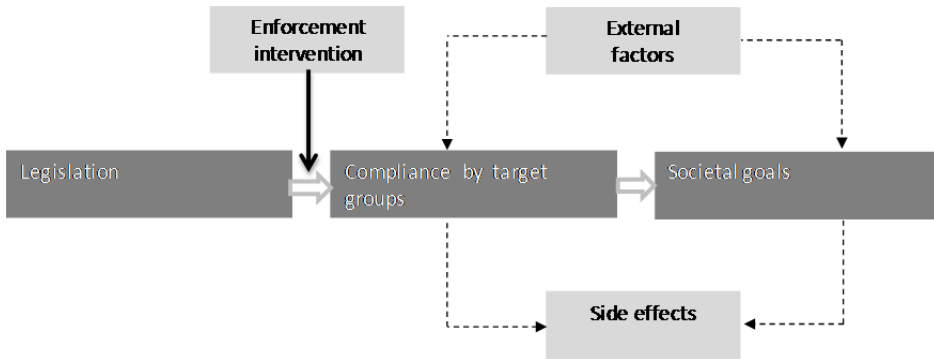 Enforcement
intervention
External
factors
Legislation
Compliance by target
groups
Societal goals
Side effects